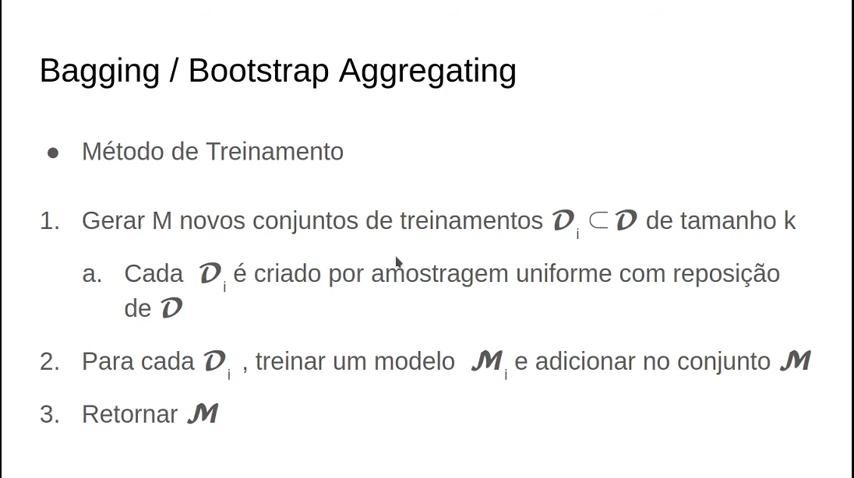 Bagging / Bootstrap Aggregating
● Método de Treinamento
1. Gerar M novos conjuntos de treinamentos 𝓓i ⊂ 𝓓 de tamanho k
a. Cada 𝓓i é criado por amostragem uniforme com reposição
de 𝓓
2. Para cada 𝓓i , treinar um modelo 𝓜i e adicionar no conjunto 𝓜
3. Retornar 𝓜